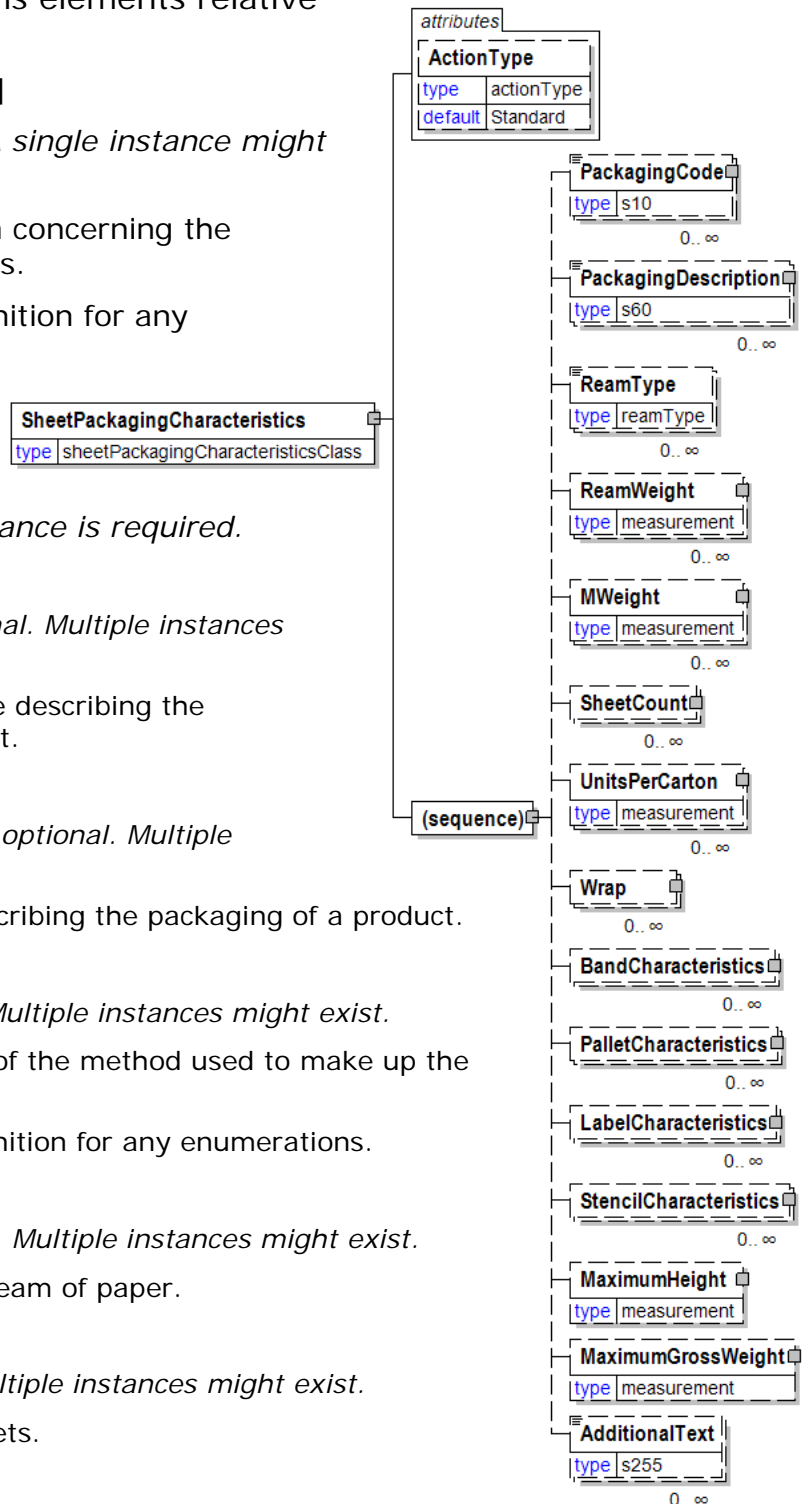 ns elements relative
single instance might
concerning the
s.
nition for any
ance is required.
nal. Multiple instances
e describing the
t.
optional. Multiple
cribing the packaging of a product.
Multiple instances might exist.
of the method used to make up the
nition for any enumerations.
Multiple instances might exist.
eam of paper.
ltiple instances might exist.
ets.
SheetPackagingCharacteristics
type sheetPackagingCharacteristicsClass
attributes
ActionType
type actionType
default Standard
(sequence)
PackagingCode
type s10
0.. ∞
PackagingDescription
type s60
0.. ∞
ReamType
type reamType
0.. ∞
ReamWeight
type measurement
0.. ∞
MWeight
type measurement
0.. ∞
SheetCount
0.. ∞
UnitsPerCarton
type measurement
0.. ∞
Wrap
0.. ∞
BandCharacteristics
0.. ∞
PalletCharacteristics
0.. ∞
LabelCharacteristics
0.. ∞
StencilCharacteristics
0.. ∞
MaximumHeight
type measurement
MaximumGrossWeight
type measurement
AdditionalText
type s255
0.. ∞